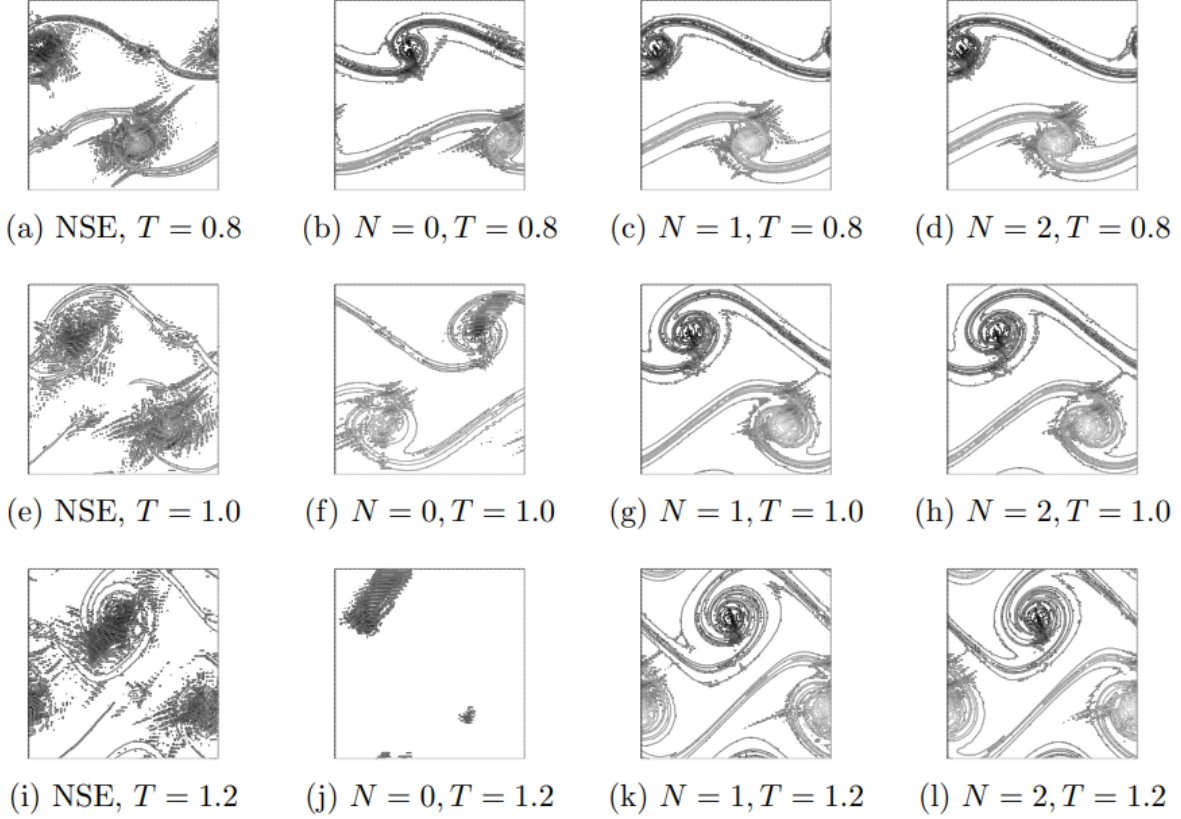 (a) NSE, T = 0.8
(b) N = 0, T = 0.8
(c) N = 1, T = 0.8
(d) N = 2, T = 0.8
(e) NSE, T = 1.0
(f) N = 0, T = 1.0
(g) N = 1, T = 1.0
(h) N = 2, T = 1.0
(i) NSE, T = 1.2
(j) N = 0, T = 1.2
(k) N = 1, T = 1.2
(l) N = 2, T = 1.2